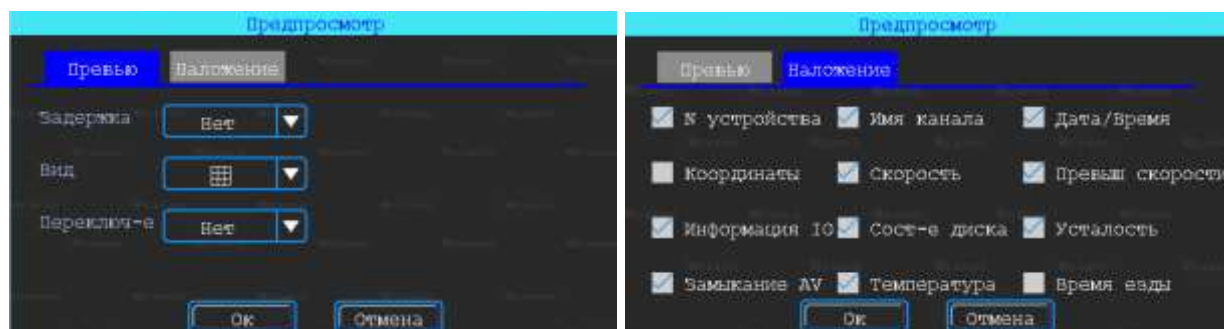 Предпросмотр
Превью Наложение
Задержка Нет
Вид
Переключ-е Нет
Ок Отмена
Предпросмотр
Превью Наложение
N устройства Имя канала Дата/Время
Координаты Скорость Превыш скорости
Информация IO Сост-е диска Усталость
Замыкание AV Температура Время езды
Ок Отмена